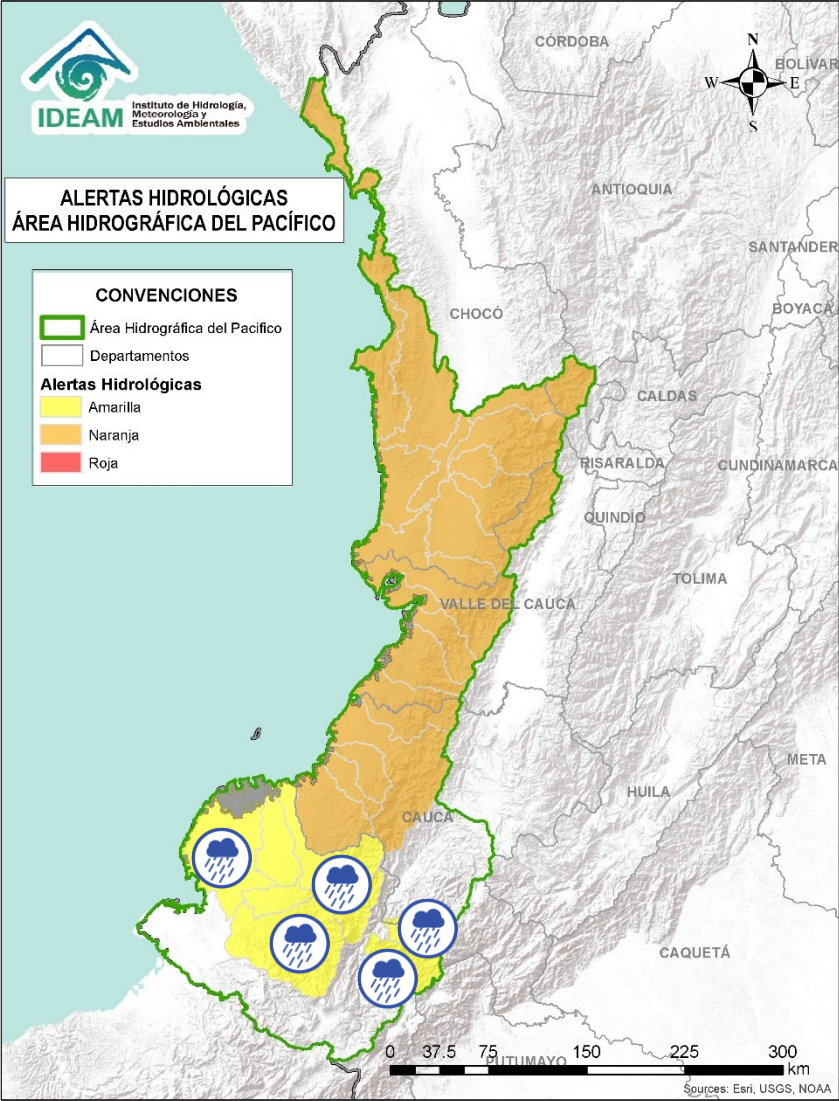 IDEAM
Instituto de Hidrología,
Meteorología y
Estudios Ambientales
ALERTAS HIDROLÓGICAS
ÁREA HIDROGRÁFICA DEL PACÍFICO
CONVENCIONES
Área Hidrográfica del Pacifico
Departamentos
Alertas Hidrológicas
Amarilla
Naranja
Roja
N
W
E
S
CÓRDOBA
BOLÍVAR
ANTIOQUIA
SANTANDER
BOYACA
CHOCÓ
CALDAS
RISARALDA
CUNDINAMARCA
QUINDÍO
TOLIMA
VALLE DEL CAUCA
META
HUILA
CAUCA
CAQUETÁ
PUTUMAYO
0 37.5 75 150 225 300
km
Sources: Esri, USGS, NOAA